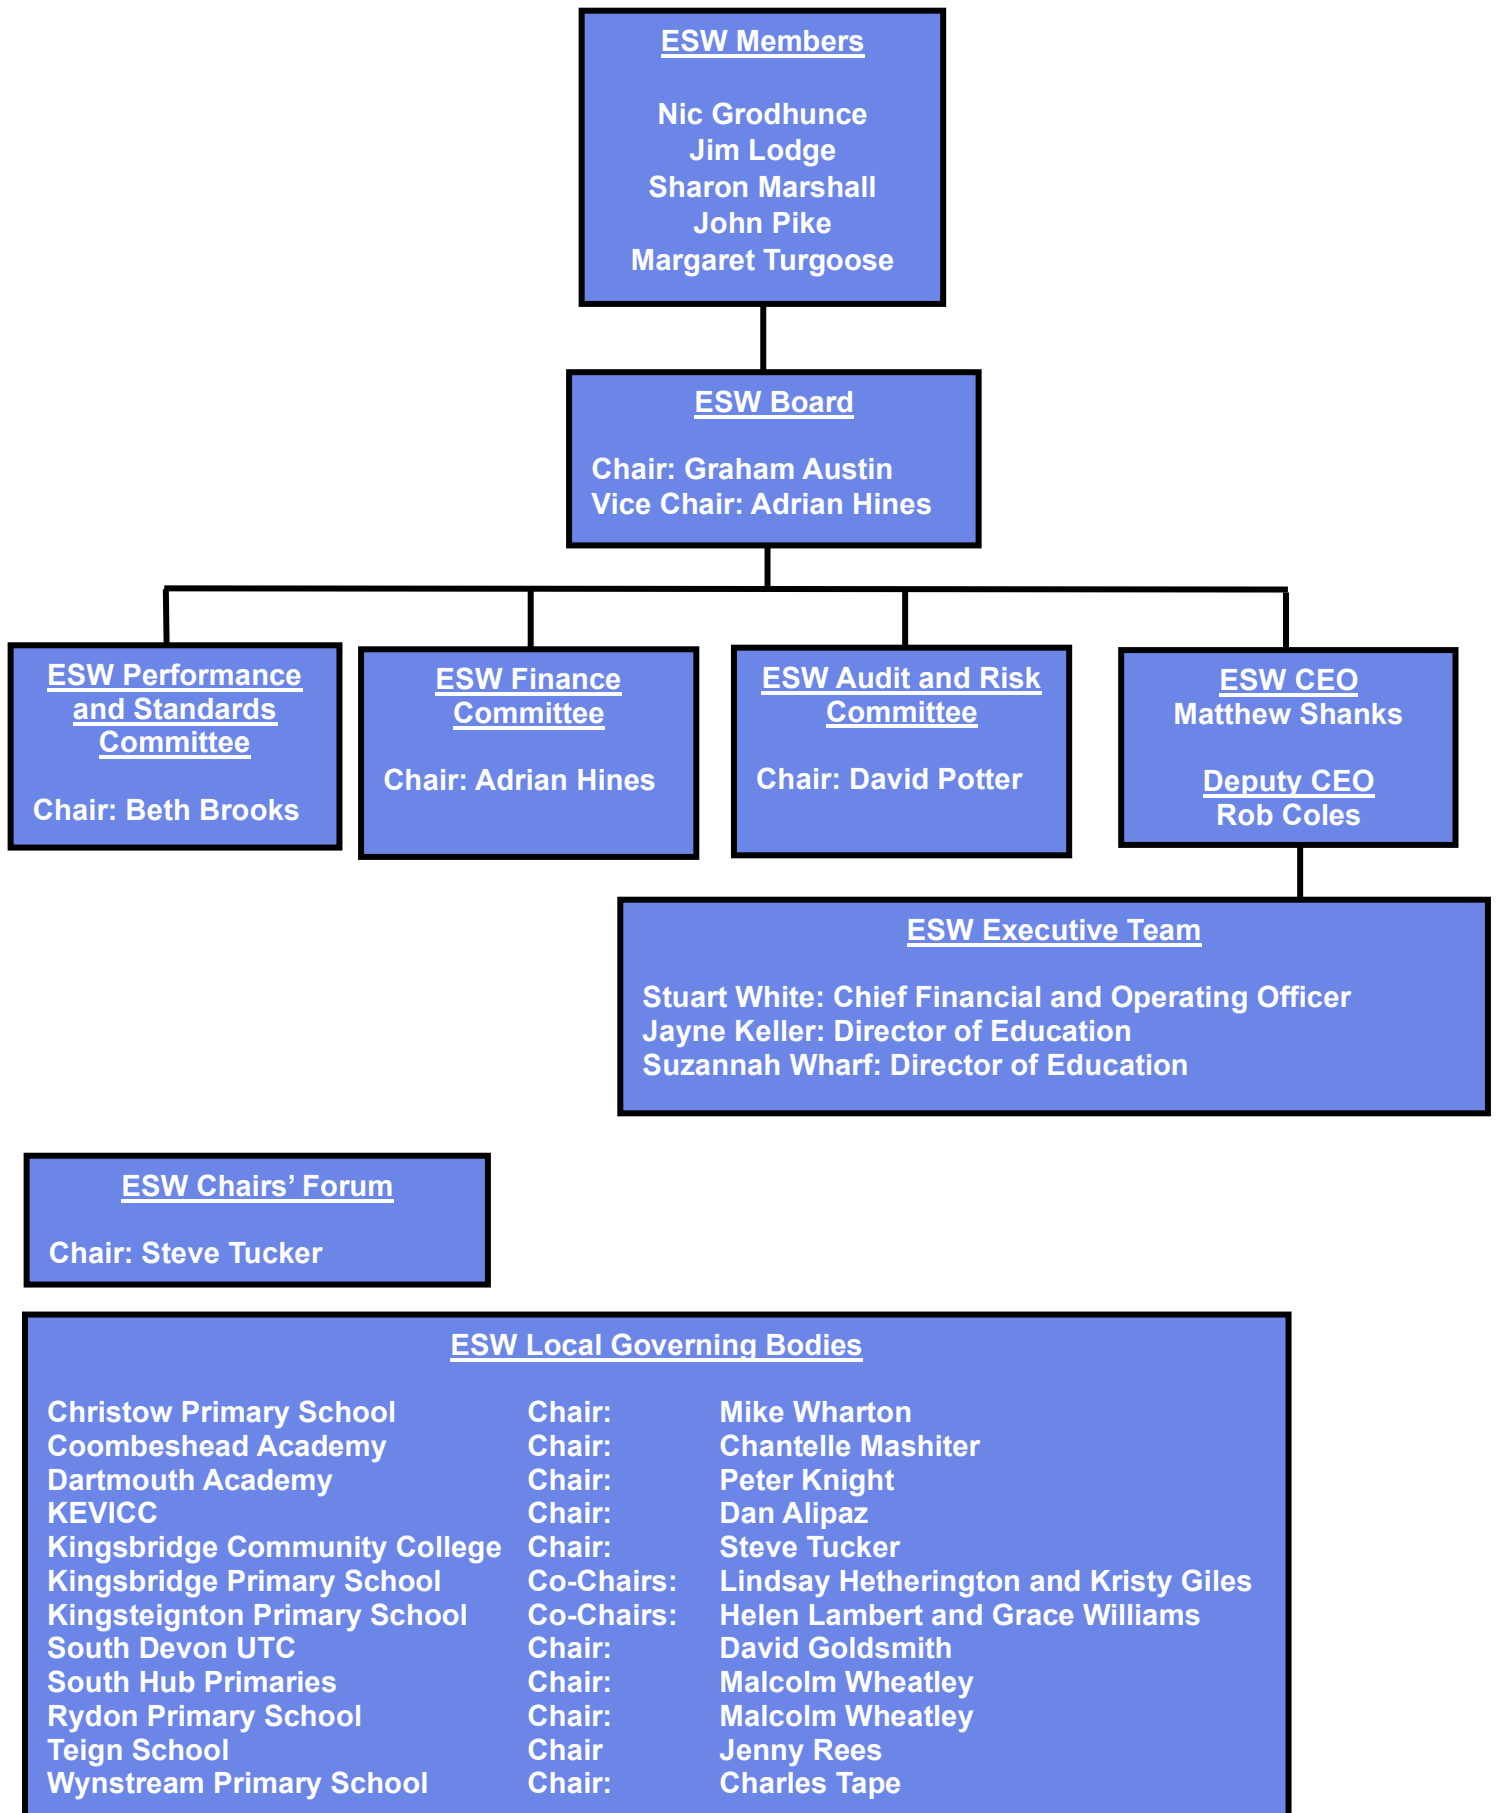 ESW Members
Nic Grodhunce
Jim Lodge
Sharon Marshall
John Pike
Margaret Turgoose
ESW Board
Chair: Graham Austin
Vice Chair: Adrian Hines
ESW Performance
and Standards
Committee
Chair: Beth Brooks
ESW Finance
Committee
Chair: Adrian Hines
ESW Audit and Risk
Committee
Chair: David Potter
ESW CEO
Matthew Shanks
Deputy CEO
Rob Coles
ESW Executive Team
Stuart White: Chief Financial and Operating Officer
Jayne Keller: Director of Education
Suzannah Wharf: Director of Education
ESW Chairs’ Forum
Chair: Steve Tucker
ESW Local Governing Bodies
Christow Primary School Chair: Mike Wharton
Coombeshead Academy Chair: Chantelle Mashiter
Dartmouth Academy Chair: Peter Knight
KEVICC Chair: Dan Alipaz
Kingsbridge Community College Chair: Steve Tucker
Kingsbridge Primary School Co-Chairs: Lindsay Hetherington and Kristy Giles
Kingsteignton Primary School Co-Chairs: Helen Lambert and Grace Williams
South Devon UTC Chair: David Goldsmith
South Hub Primaries Chair: Malcolm Wheatley
Rydon Primary School Chair: Malcolm Wheatley
Teign School Chair Jenny Rees
Wynstream Primary School Chair: Charles Tape